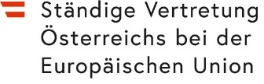 Ständige Vertretung
Österreichs bei der
Europäischen Union